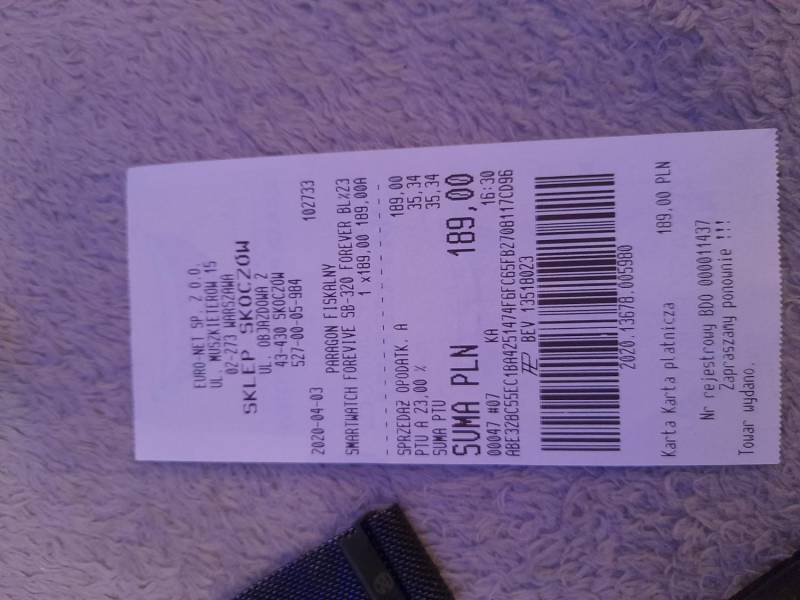 EURO-NET SP. Z O.O.
UL. MUSZKIETERÓW 15
02-273 WARSZAWA
SKLEP SKOCZÓW
UL. OBJAZDOWA 2
43-430 SKOCZÓW
527-00-05-984
2020-04-03 102733
PARAGON FISKALNY
SMARTWATCH FOREVIVE SB-320 FOREVER BL%23
1 x189,00 189,00A
SPRZEDAŻ OPODATK. A 189,00
PTU A 23,00 % 35,34
SUMA PTU 35,34
SUMA PLN 189,00
00047 #07 KA 16:30
ABE32BC55EC1BA4251474F6FC65FB270B117CD96
BEV 13518023
2020.13678.005980
Karta Karta płatnicza 189,00 PLN
Nr rejestrowy BDO 000011437
Zapraszamy ponownie !!!
Towar wydano.